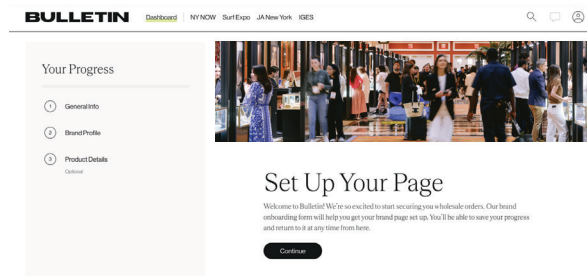 BULLETIN Dashboard NY NOW Surf Expo JA New York IGES
Your Progress
1 General Info
2 Brand Profile
3 Product Details
Optional
Set Up Your Page
Welcome to Bulletin! We're so excited to start securing you wholesale orders. Our brand
onboarding form will help you get your brand page set up. You'll be able to save your progress
and return to it at any time from here.
Continue